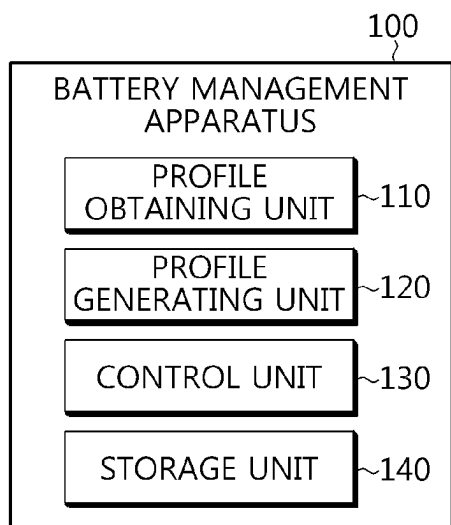 100
BATTERY MANAGEMENT
APPARATUS
PROFILE
OBTAINING UNIT
110
PROFILE
GENERATING UNIT
120
CONTROL UNIT
130
STORAGE UNIT
140